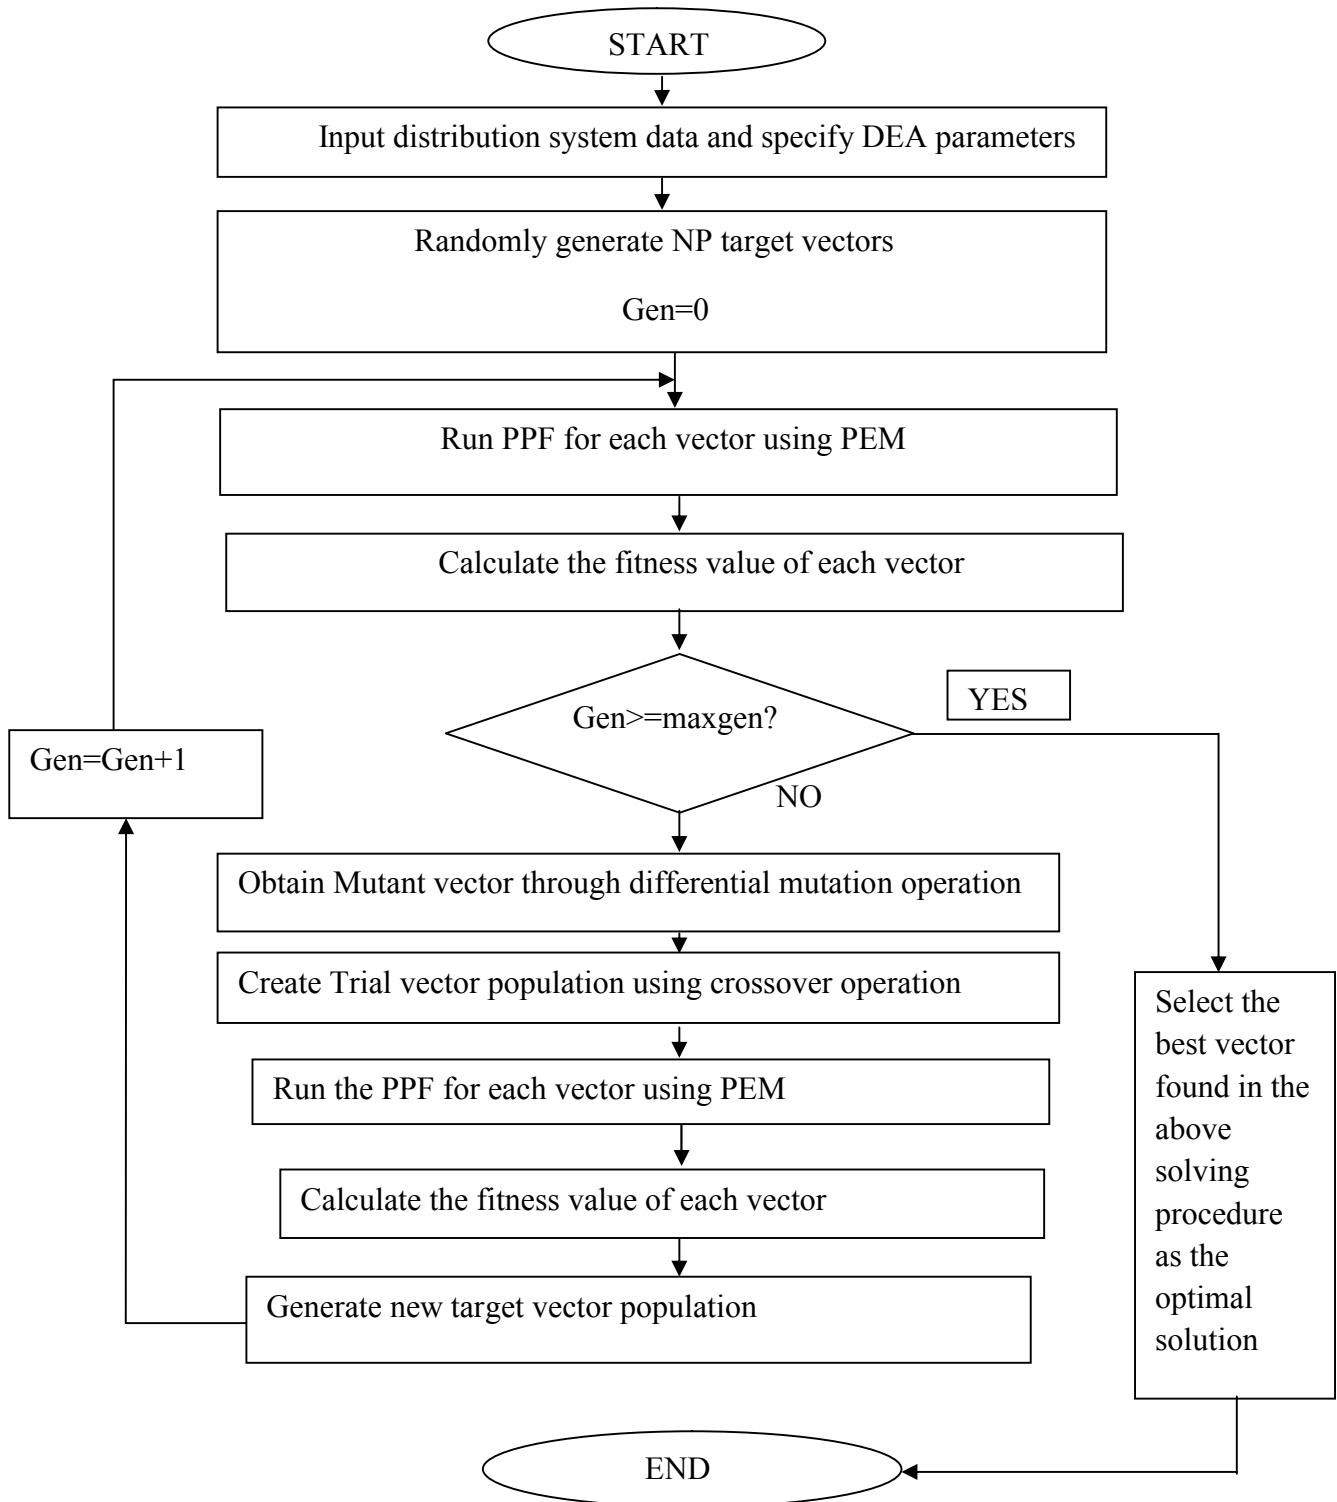 START
Input distribution system data and specify DEA parameters
Randomly generate NP target vectors
Gen=0
Run PPF for each vector using PEM
Calculate the fitness value of each vector
Gen>=maxgen?
YES
NO
Gen=Gen+1
Obtain Mutant vector through differential mutation operation
Create Trial vector population using crossover operation
Run the PPF for each vector using PEM
Calculate the fitness value of each vector
Generate new target vector population
Select the
best vector
found in the
above
solving
procedure
as the
optimal
solution
END